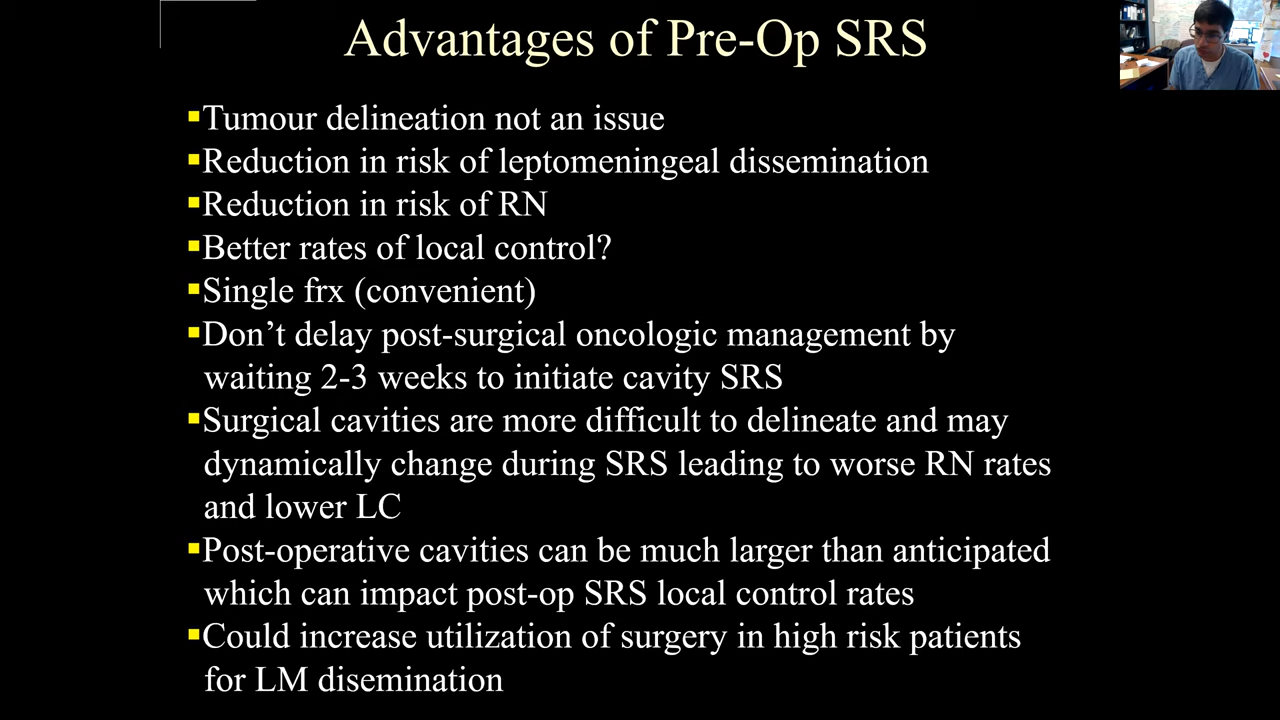 Advantages of Pre-Op SRS
▪Tumour delineation not an issue
▪Reduction in risk of leptomeningeal dissemination
▪Reduction in risk of RN
▪Better rates of local control?
▪Single frx (convenient)
▪Don’t delay post-surgical oncologic management by
waiting 2-3 weeks to initiate cavity SRS
▪Surgical cavities are more difficult to delineate and may
dynamically change during SRS leading to worse RN rates
and lower LC
▪Post-operative cavities can be much larger than anticipated
which can impact post-op SRS local control rates
▪Could increase utilization of surgery in high risk patients
for LM disemination